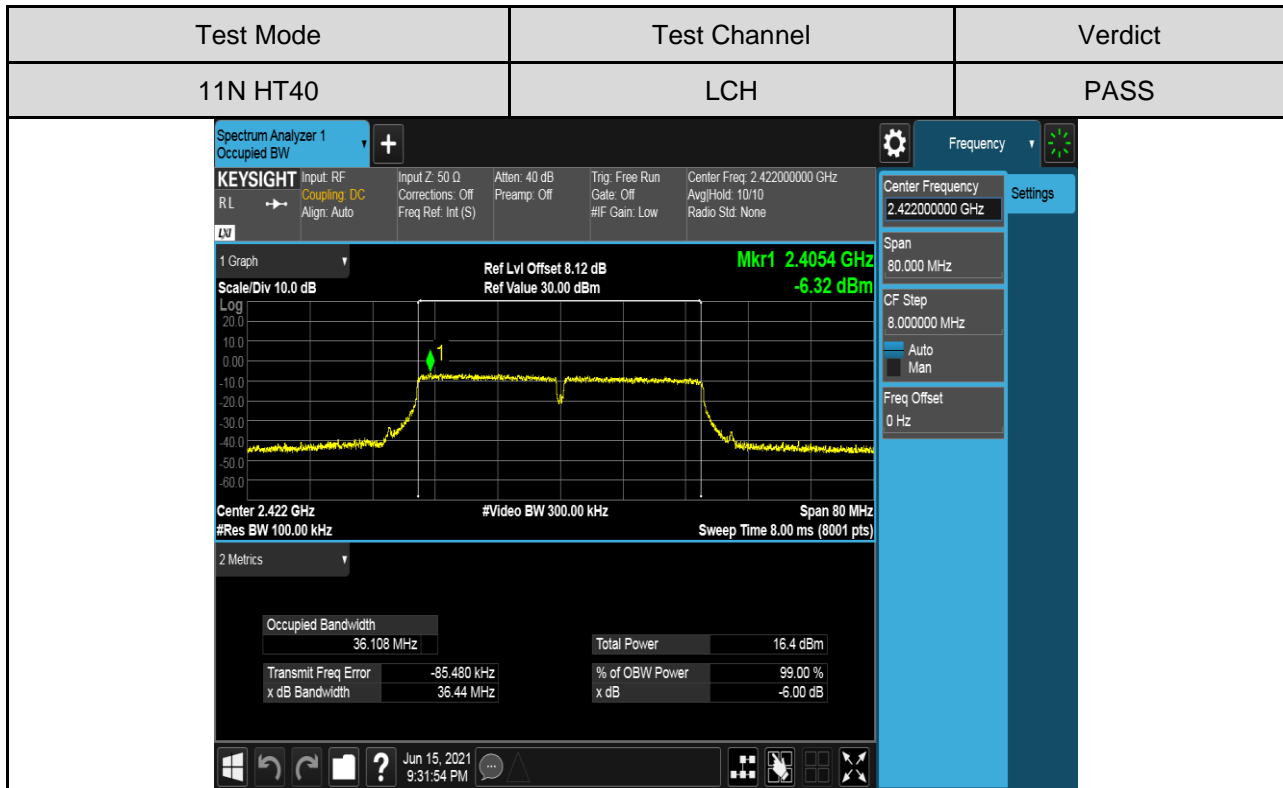 Test Mode Test Channel Verdict
11N HT40 LCH PASS
Spectrum Analyzer 1
Occupied BW
+
Frequency
KEYSIGHT Input: RF Input Z: 50 Ω Atten: 40 dB Trig: Free Run Center Freq: 2.422000000 GHz
RL Coupling: DC Corrections: Off Preamp: Off Gate: Off Avg|Hold: 10/10
Align: Auto Freq Ref: Int (S) #IF Gain: Low Radio Std: None
LXI
Center Frequency
2.422000000 GHz
Settings
Span
80.000 MHz
CF Step
8.000000 MHz
Auto
Man
Freq Offset
0 Hz
1 Graph Ref Lvl Offset 8.12 dB Mkr1 2.4054 GHz
Scale/Div 10.0 dB Ref Value 30.00 dBm -6.32 dBm
Log
20.0
10.0
0.00
-10.0
-20.0
-30.0
-40.0
-50.0
-60.0
1
Center 2.422 GHz #Video BW 300.00 kHz Span 80 MHz
#Res BW 100.00 kHz Sweep Time 8.00 ms (8001 pts)
2 Metrics
Occupied Bandwidth
36.108 MHz Total Power 16.4 dBm
Transmit Freq Error -85.480 kHz % of OBW Power 99.00 %
x dB Bandwidth 36.44 MHz x dB -6.00 dB
? Jun 15, 2021
9:31:54 PM